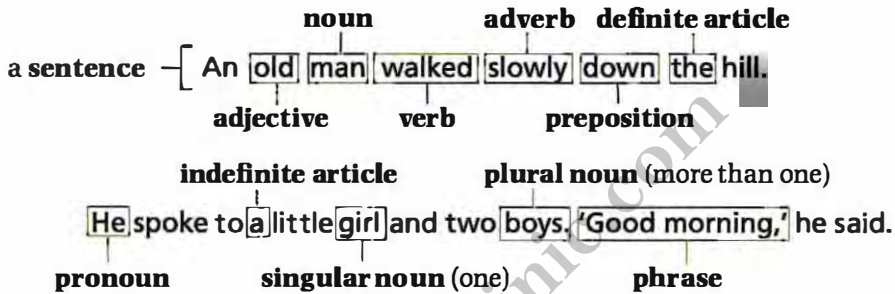 noun adverb definite article
a sentence An old man walked slowly down the hill.
adjective verb preposition
indefinite article plural noun (more than one)
He spoke to a little girl and two boys. 'Good morning,' he said.
pronoun singular noun (one) phrase